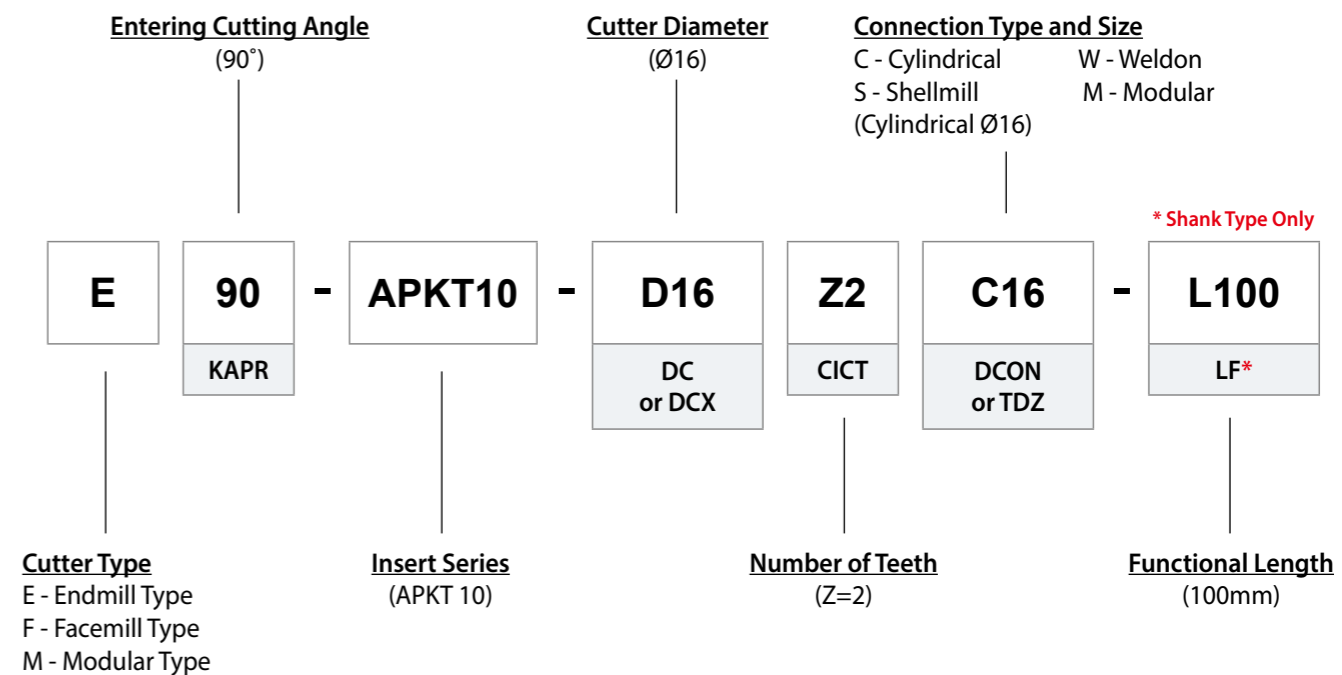 Entering Cutting Angle
(90˚)
Cutter Diameter
(Ø16)
Connection Type and Size
C - Cylindrical W - Weldon
S - Shellmill M - Modular
(Cylindrical Ø16)
* Shank Type Only
E 90 - APKT10 - D16 Z2 C16 - L100
KAPR DC or DCX CICT DCON or TDZ LF*
Cutter Type
E - Endmill Type
F - Facemill Type
M - Modular Type
Insert Series
(APKT 10)
Number of Teeth
(Z=2)
Functional Length
(100mm)